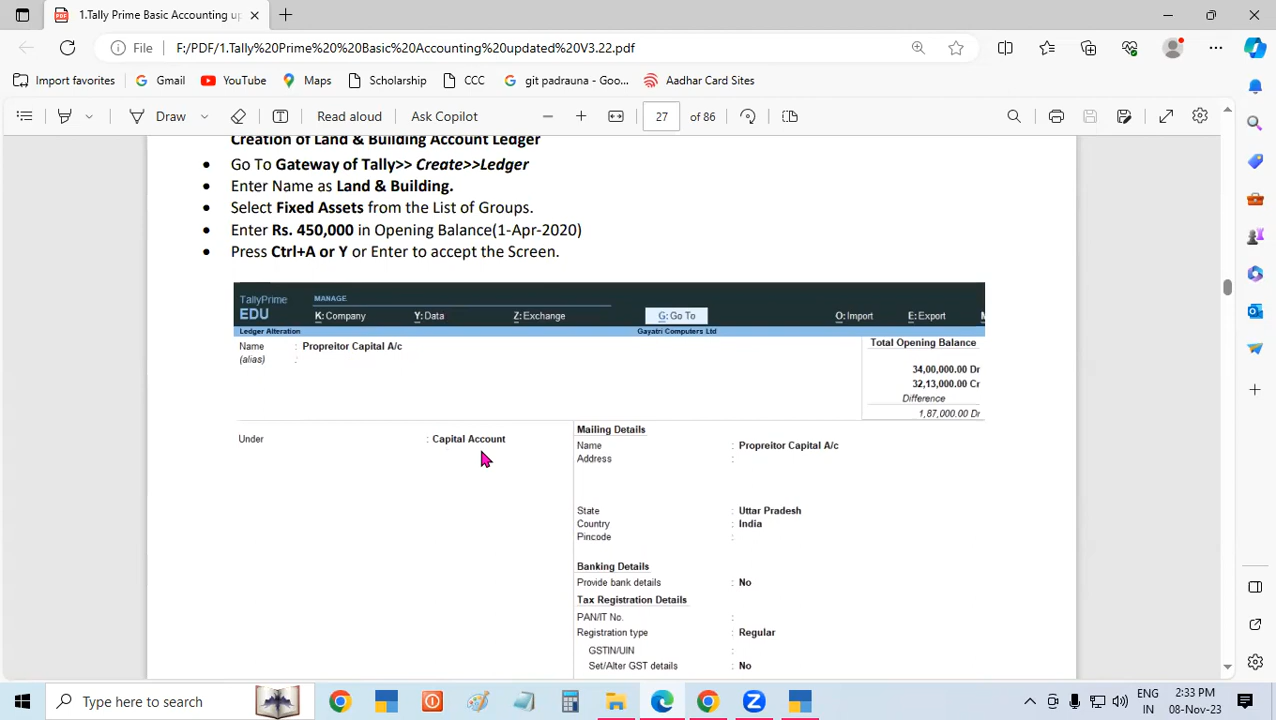 1.Tally Prime Basic Accounting up
File
F:/PDF/1.Tally%20Prime%20%20Basic%20Accounting%20updated%20V3.22.pdf
Import favorites
Gmail
YouTube
Maps
Scholarship
CCC
git padrauna - Goo...
Aadhar Card Sites
Draw
Read aloud
Ask Copilot
27 of 86
Creation of Land & Building Account Ledger
• Go To Gateway of Tally>> Create>>Ledger
• Enter Name as Land & Building.
• Select Fixed Assets from the List of Groups.
• Enter Rs. 450,000 in Opening Balance(1-Apr-2020)
• Press Ctrl+A or Y or Enter to accept the Screen.
TallyPrime
MANAGE
EDU
K: Company
Y: Data
Z: Exchange
G: Go To
O: Import
E: Export
Ledger Alteration
Gayatri Computers Ltd
Name : Propreitor Capital A/c
(alias) :
Total Opening Balance
34,00,000.00 Dr
32,13,000.00 Cr
Difference
1,87,000.00 Dr
Under : Capital Account
Mailing Details
Name : Propreitor Capital A/c
Address :
State : Uttar Pradesh
Country : India
Pincode :
Banking Details
Provide bank details : No
Tax Registration Details
PAN/IT No. :
Registration type : Regular
GSTIN/UIN :
Set/Alter GST details : No
Type here to search
ENG
IN
2:33 PM
08-Nov-23